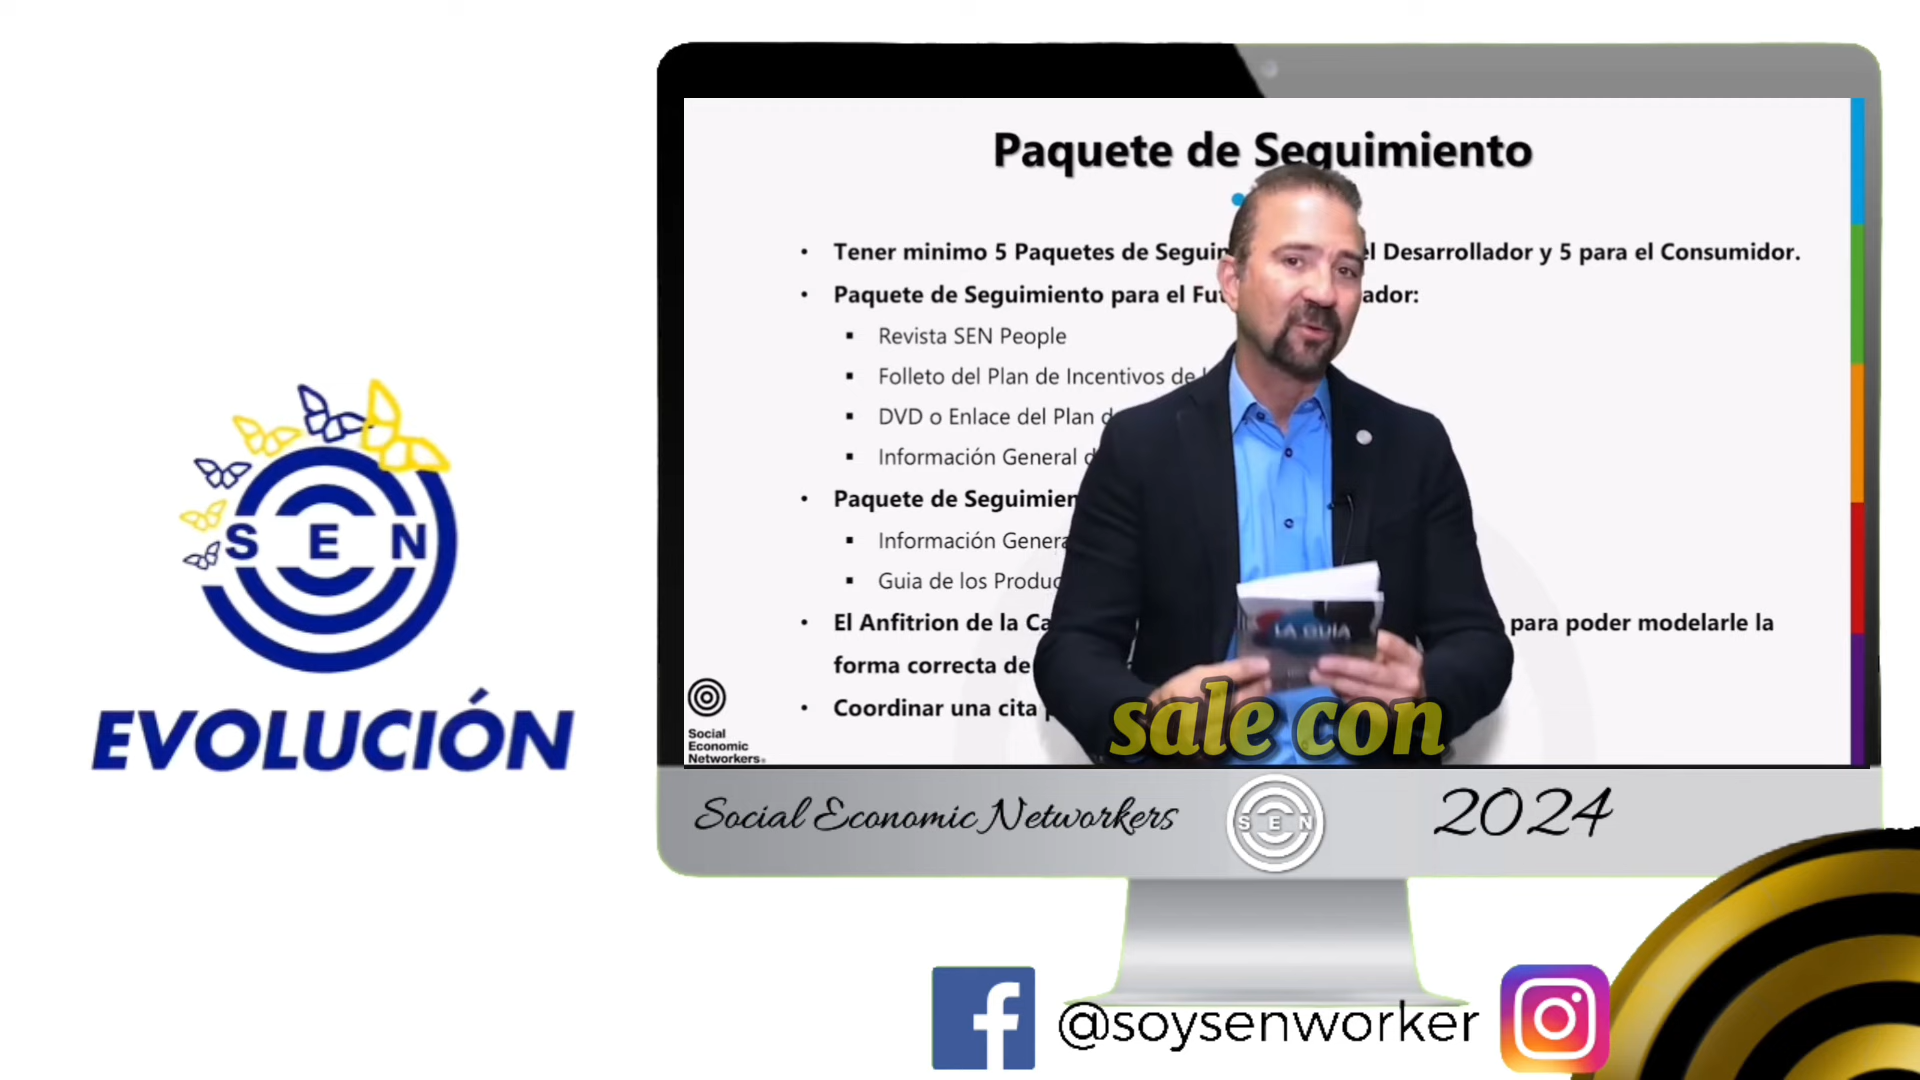 Paquete de Seguimiento
• Tener minimo 5 Paquetes de Segui el Desarrollador y 5 para el Consumidor.
• Paquete de Seguimiento para el Fu ador:
▪ Revista SEN People
▪ Folleto del Plan de Incentivos de
▪ DVD o Enlace del Plan
▪ Información General
• Paquete de Seguimien
▪ Información Genera
▪ Guia de los Produc
• El Anfitrion de la Ca para poder modelarle la
forma correcta de
• Coordinar una cita
LA GUIA
sale con
Social
Economic
Networkers
S E N
EVOLUCIÓN
Social Economic Networkers
S E N
2024
@soysenworker